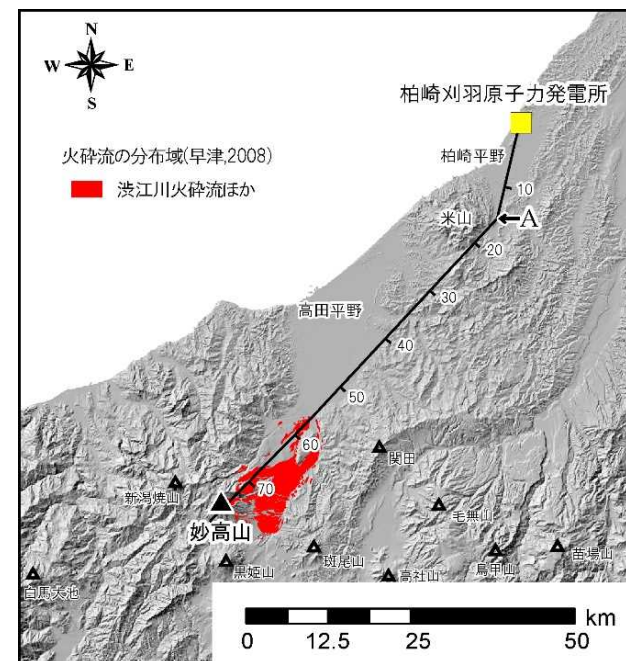 N
W E
S
柏崎刈羽原子力発電所
火砕流の分布域(早津,2008)
渋江川火砕流ほか
柏崎平野
10
米山
A
20
30
高田平野
40
50
60
関田
70
新潟焼山
妙高山
毛無山
黒姫山
斑尾山
高社山
鳥甲山
苗場山
白馬大池
km
0 12.5 25 50